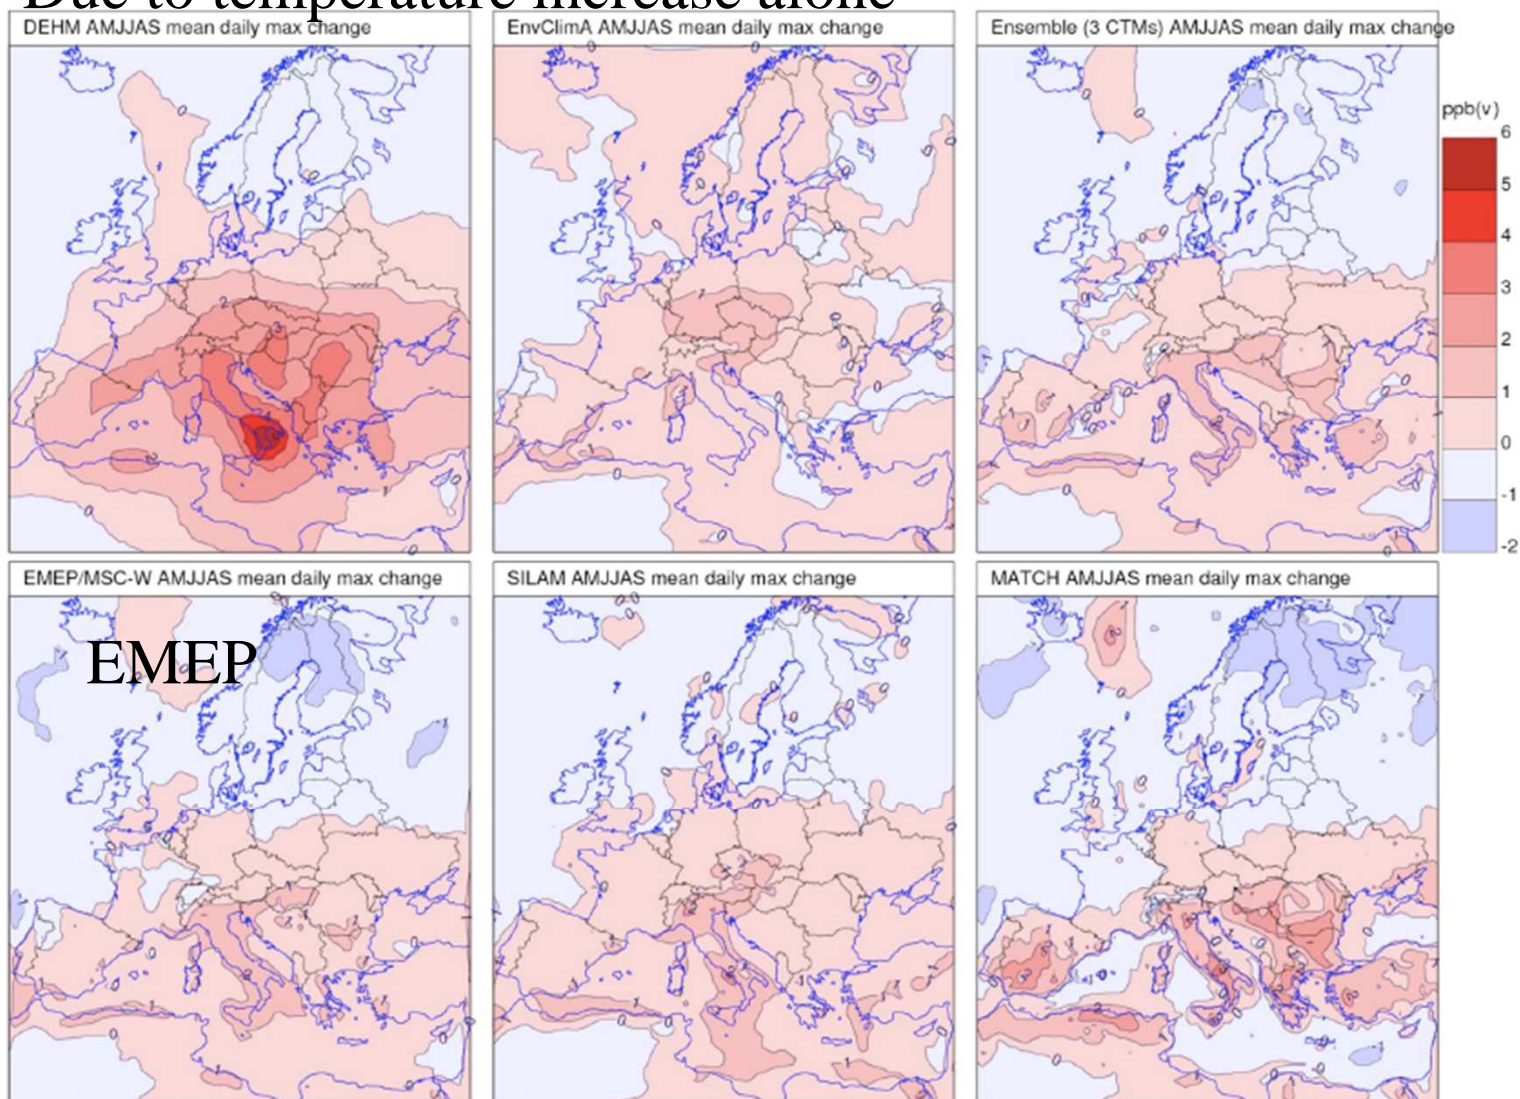 Due to temperature increase alone
DEHM AMJJAS mean daily max change
EnvClimA AMJJAS mean daily max change
Ensemble (3 CTMs) AMJJAS mean daily max change
ppb(v)
6
5
4
3
2
1
0
-1
-2
EMEP/MSC-W AMJJAS mean daily max change
SILAM AMJJAS mean daily max change
MATCH AMJJAS mean daily max change
EMEP